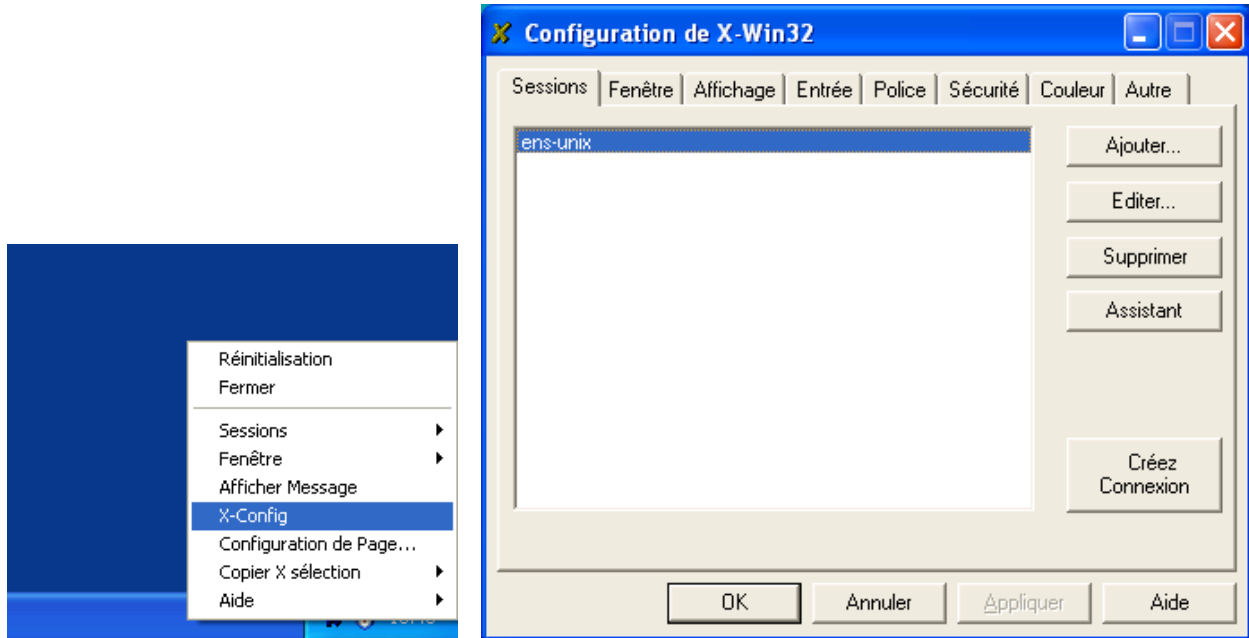 Réinitialisation
Fermer
Sessions
Fenêtre
Afficher Message
X-Config
Configuration de Page...
Copier X sélection
Aide
Configuration de X-Win32
Sessions Fenêtre Affichage Entrée Police Sécurité Couleur Autre
ens-unix
Ajouter...
Editer...
Supprimer
Assistant
Créez
Connexion
OK Annuler Appliquer Aide